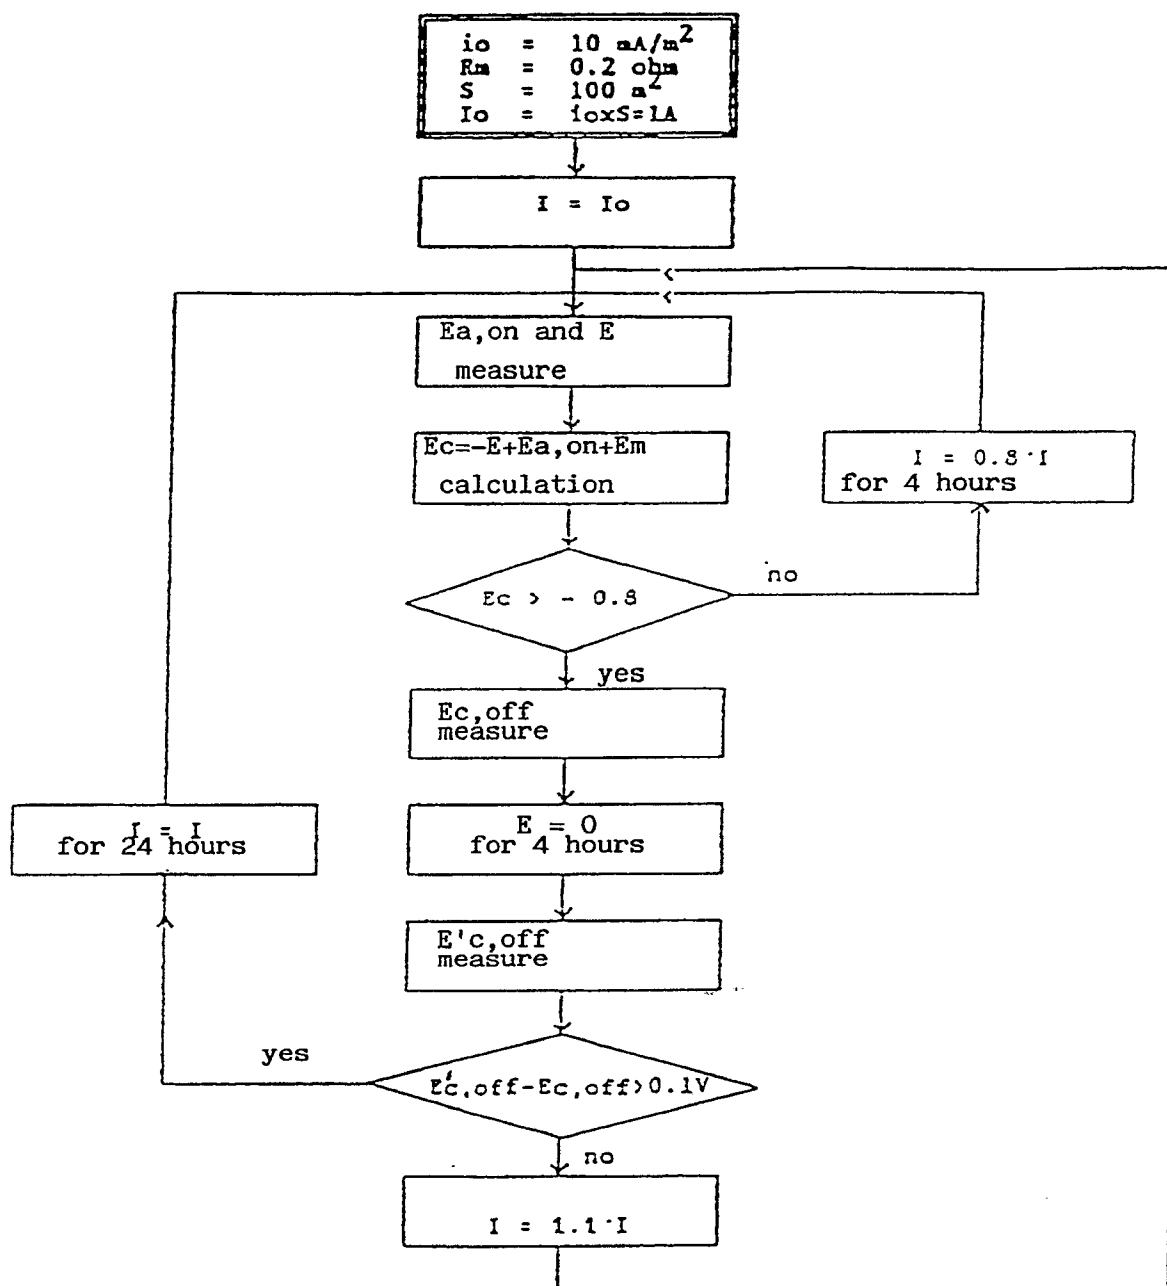 io = 10 mA/m²
Rm = 0.2 ohm
S = 100 m²
Io = ioxS=1A
I = Io
Ea,on and E
measure
Ec=-E+Ea,on+Em
calculation
I = 0.8·I
for 4 hours
Ec > - 0.8
no
yes
Ec,off
measure
E = 0
for 4 hours
I = I
for 24 hours
E'c,off
measure
yes
E'c,off-Ec,off>0.1V
no
I = 1.1·I